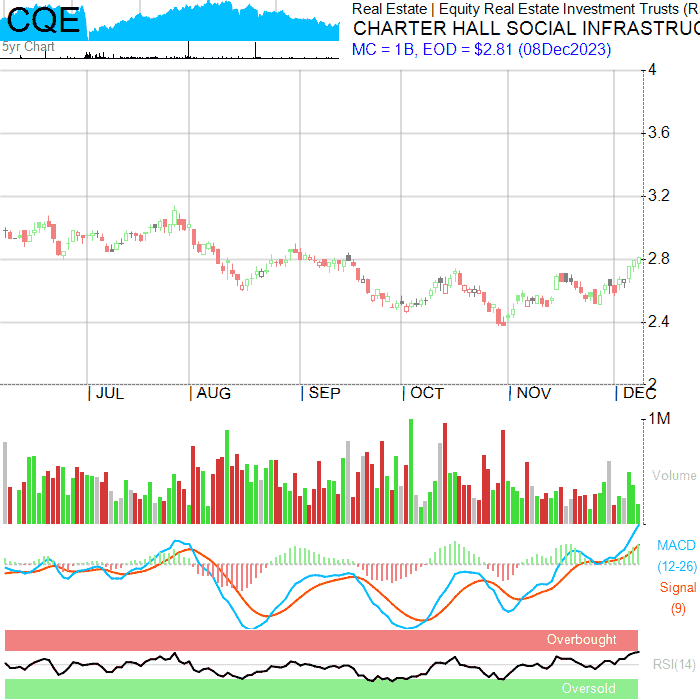 CQE
5yr Chart
Real Estate | Equity Real Estate Investment Trusts (R
CHARTER HALL SOCIAL INFRASTRUC
MC = 1B, EOD = $2.81 (08Dec2023)
4
3.6
3.2
2.8
2.4
2
| JUL | AUG | SEP | OCT | NOV | DEC
1M
Volume
MACD
(12-26)
Signal
(9)
Overbought
RSI(14)
Oversold